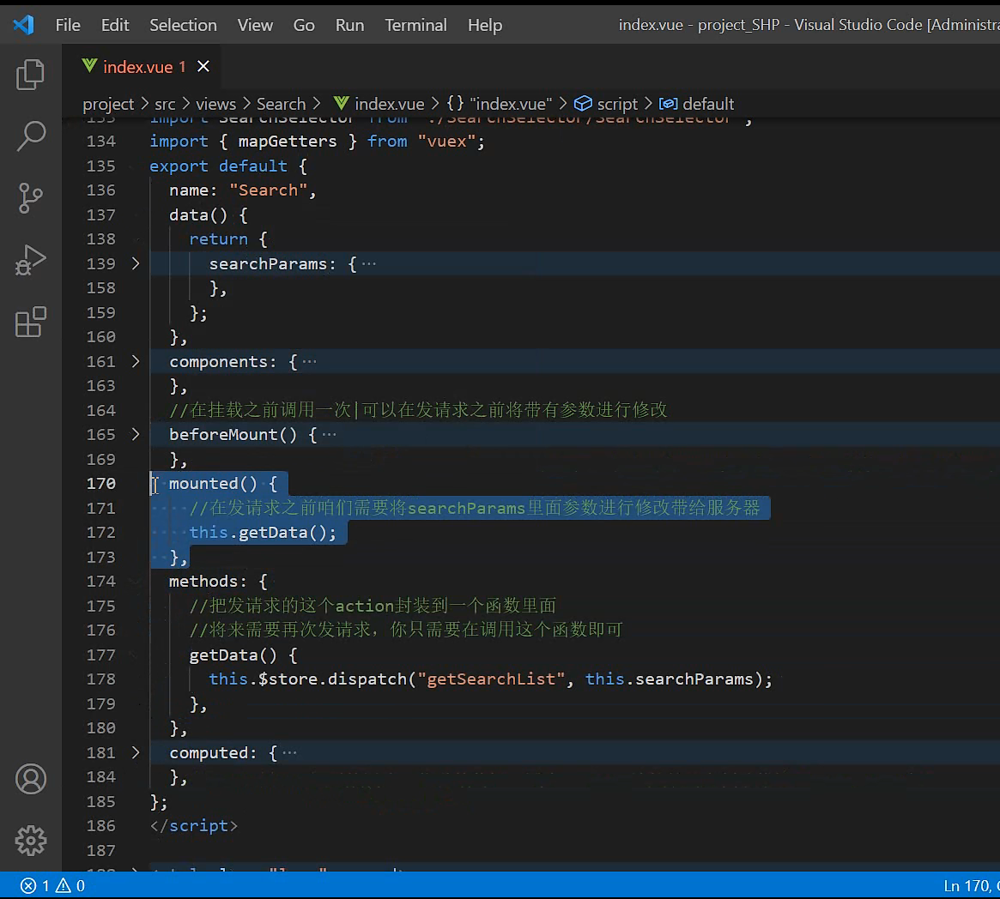 File Edit Selection View Go Run Terminal Help index.vue - project_SHP - Visual Studio Code [Administra
index.vue 1
project > src > views > Search > index.vue > {} "index.vue" > script > default
133 import SearchSelector from "./SearchSelector/SearchSelector";
134 import { mapGetters } from "vuex";
135 export default {
136 name: "Search",
137 data() {
138 return {
139 searchParams: {···
158 },
159 };
160 },
161 components: {···
163 },
164 //在挂载之前调用一次|可以在发请求之前将带有参数进行修改
165 beforeMount() {···
169 },
170 mounted() {
171 //在发请求之前咱们需要将searchParams里面参数进行修改带给服务器
172 this.getData();
173 },
174 methods: {
175 //把发请求的这个action封装到一个函数里面
176 //将来需要再次发请求，你只需要在调用这个函数即可
177 getData() {
178 this.$store.dispatch("getSearchList", this.searchParams);
179 },
180 },
181 computed: {···
184 },
185 };
186 </script>
187
1 0 Ln 170,